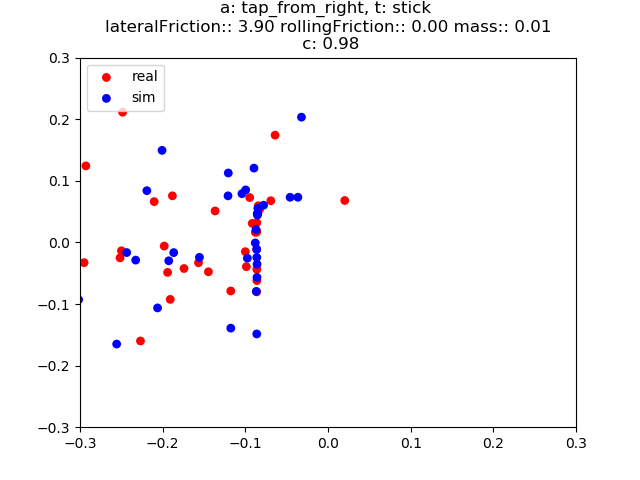 a: tap_from_right, t: stick
lateralFriction:: 3.90 rollingFriction:: 0.00 mass:: 0.01
c: 0.98
real
sim
0.3
0.2
0.1
0.0
−0.1
−0.2
−0.3
−0.3
−0.2
−0.1
0.0
0.1
0.2
0.3